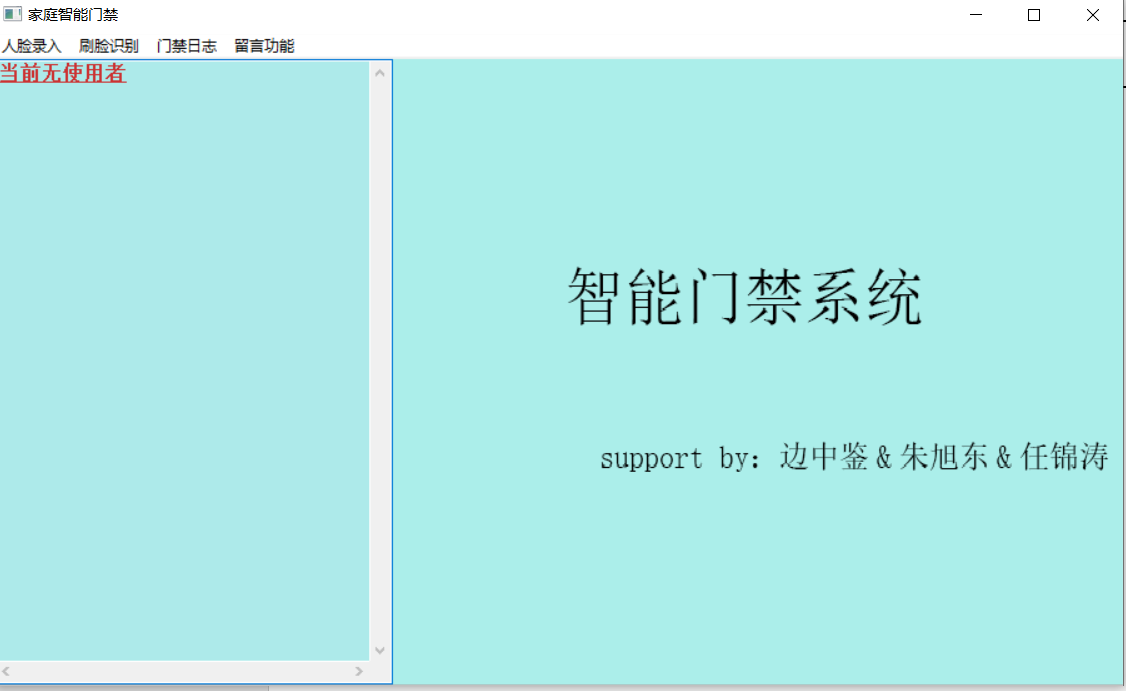 家庭智能门禁
人脸录入 刷脸识别 门禁日志 留言功能
当前无使用者
智能门禁系统
support by: 边中鉴&朱旭东&任锦涛